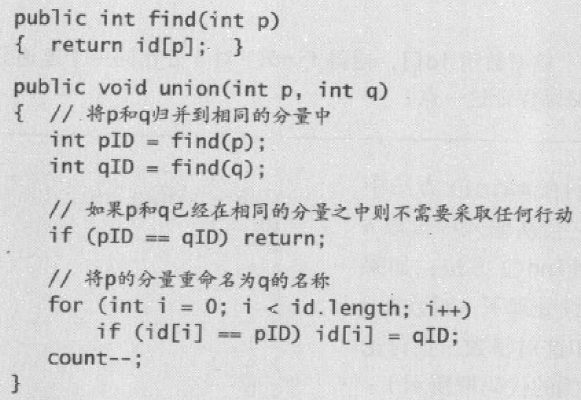 public int find(int p)
{ return id[p]; }
public void union(int p, int q)
{ // 将p和q归并到相同的分量中
int pID = find(p);
int qID = find(q);
// 如果p和q已经在相同的分量之中则不需要采取任何行动
if (pID == qID) return;
// 将p的分量重命名为q的名称
for (int i = 0; i < id.length; i++)
if (id[i] == pID) id[i] = qID;
count--;
}